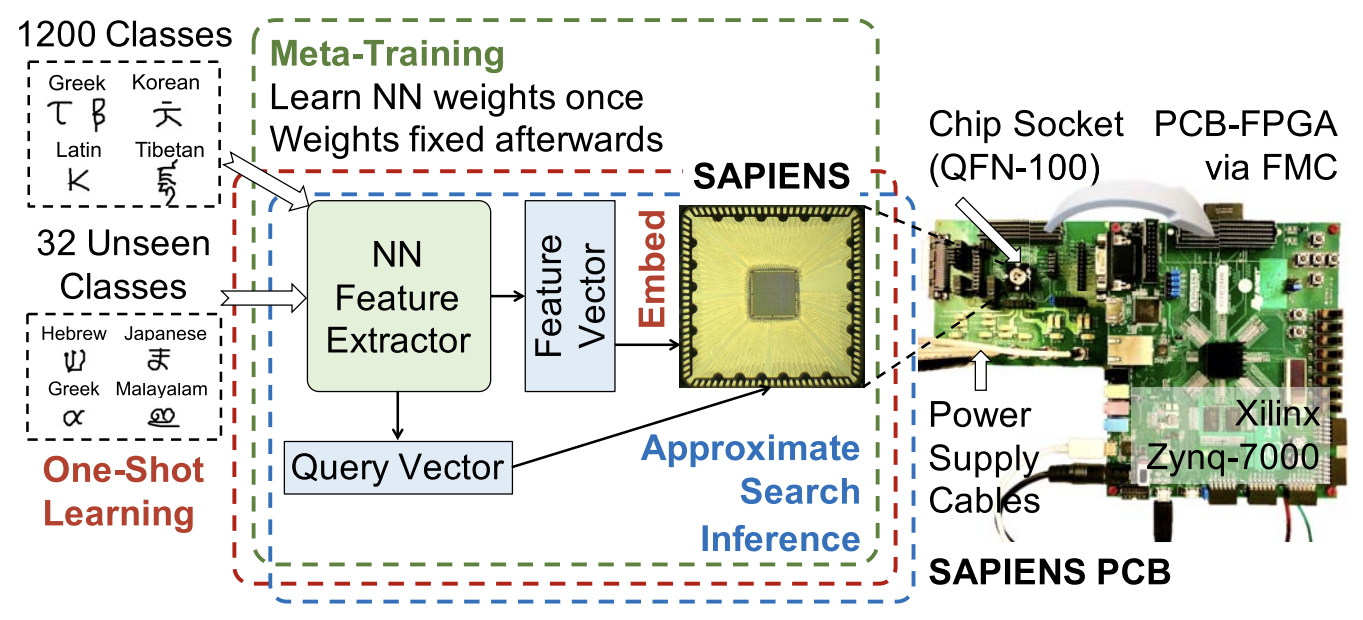 1200 Classes
Greek
Korean
τ β
Latin
Tibetan
K
32 Unseen
Classes
Hebrew
Japanese
ま
Greek
Malayalam
α
One-Shot
Learning
Meta-Training
Learn NN weights once
Weights fixed afterwards
SAPIENS
NN
Feature
Extractor
Feature
Vector
Embed
Query Vector
Approximate
Search
Inference
Chip Socket
(QFN-100)
PCB-FPGA
via FMC
Power
Supply
Cables
Xilinx
Zynq-7000
SAPIENS PCB